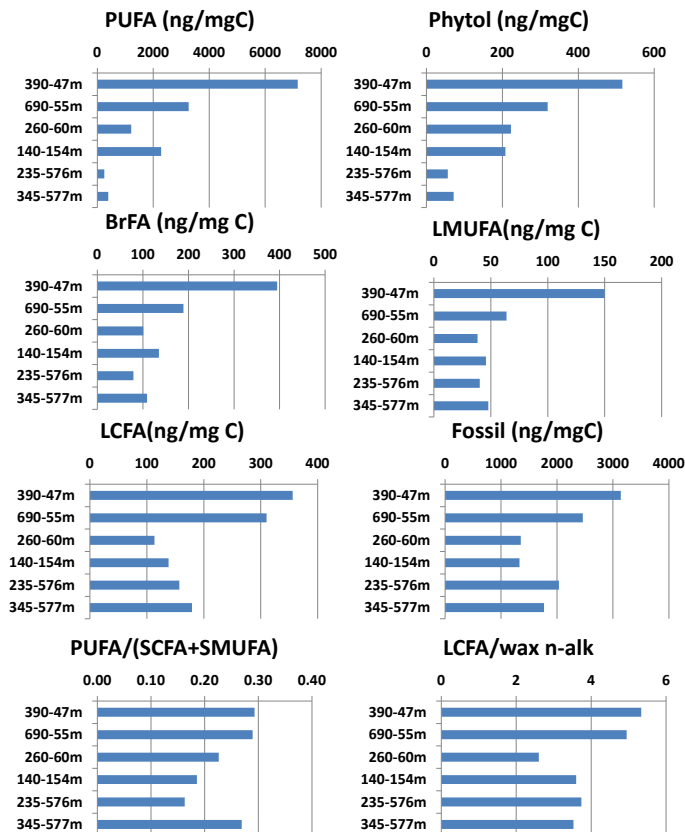 PUFA (ng/mgC)
0 2000 4000 6000 8000
390-47m
690-55m
260-60m
140-154m
235-576m
345-577m
Phytol (ng/mgC)
0 200 400 600
390-47m
690-55m
260-60m
140-154m
235-576m
345-577m
BrFA (ng/mg C)
0 100 200 300 400 500
390-47m
690-55m
260-60m
140-154m
235-576m
345-577m
LMUFA(ng/mg C)
0 50 100 150 200
390-47m
690-55m
260-60m
140-154m
235-576m
345-577m
LCFA(ng/mg C)
0 100 200 300 400
390-47m
690-55m
260-60m
140-154m
235-576m
345-577m
Fossil (ng/mgC)
0 1000 2000 3000 4000
390-47m
690-55m
260-60m
140-154m
235-576m
345-577m
PUFA/(SCFA+SMUFA)
0.00 0.10 0.20 0.30 0.40
390-47m
690-55m
260-60m
140-154m
235-576m
345-577m
LCFA/wax n-alk
0 2 4 6
390-47m
690-55m
260-60m
140-154m
235-576m
345-577m